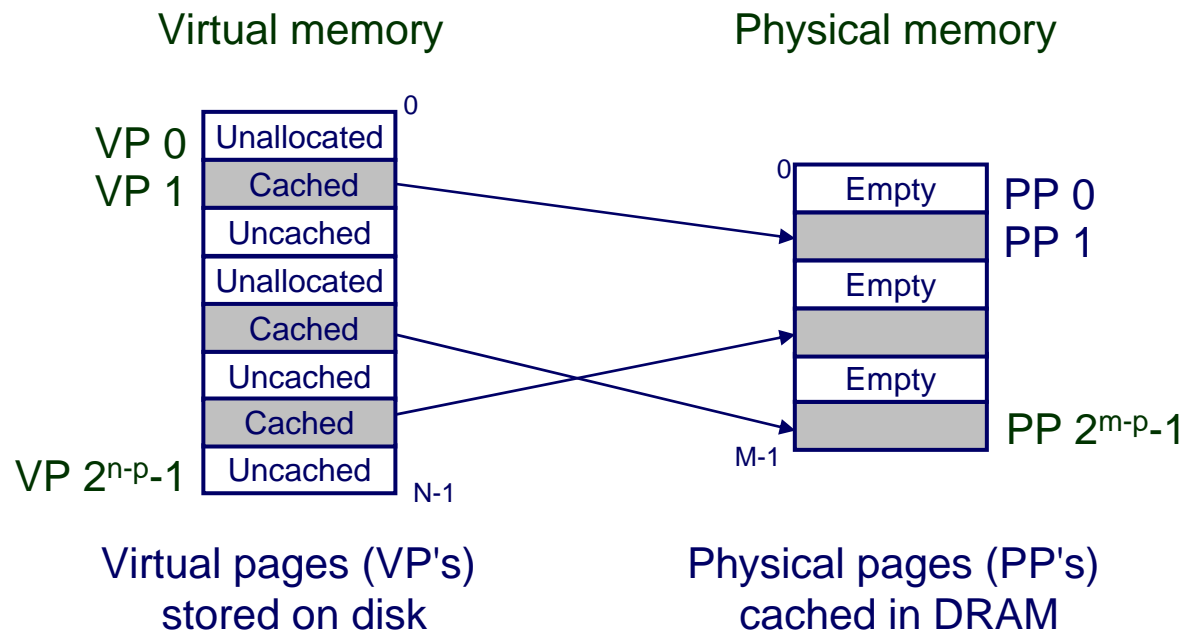 Virtual memory
Physical memory
0
VP 0
Unallocated
VP 1
Cached
Uncached
Unallocated
Cached
Uncached
Cached
VP 2ⁿ⁻ᵖ-1
Uncached
N-1
0
Empty
PP 0
PP 1
Empty
Empty
PP 2ᵐ⁻ᵖ-1
M-1
Virtual pages (VP's)
stored on disk
Physical pages (PP's)
cached in DRAM